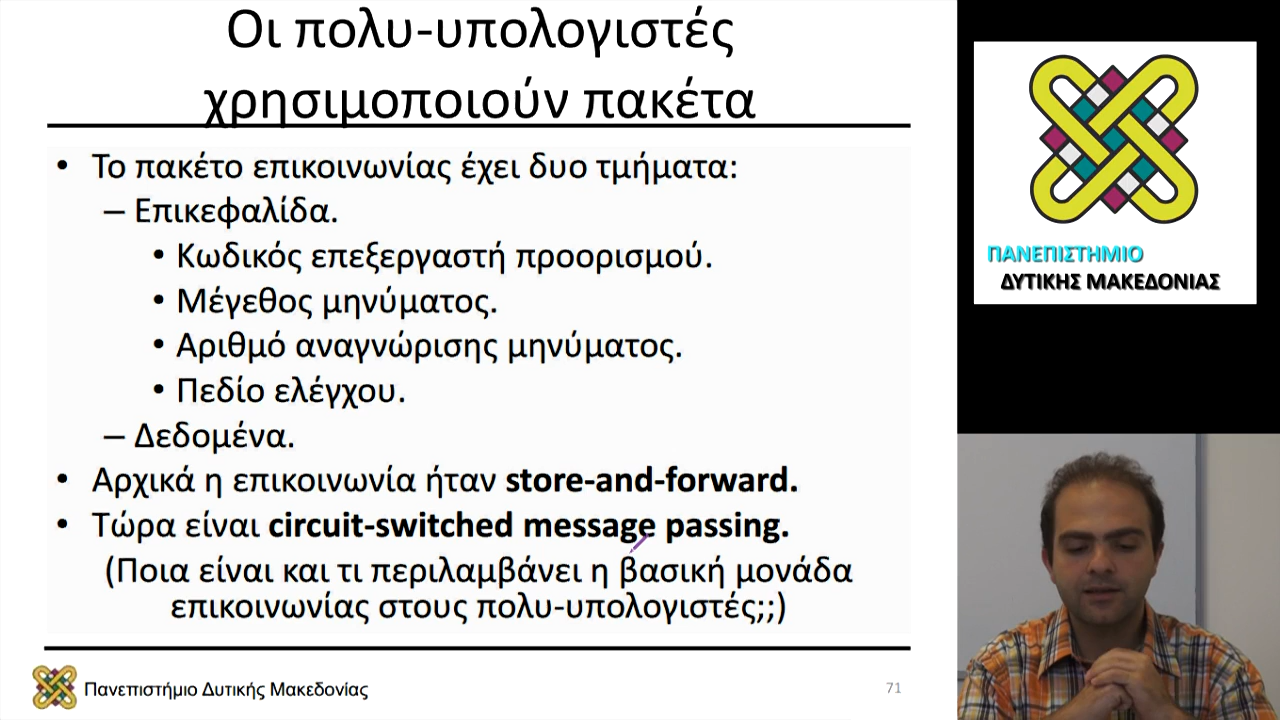 Οι πολυ-υπολογιστές
χρησιμοποιούν πακέτα
• Το πακέτο επικοινωνίας έχει δυο τμήματα:
– Επικεφαλίδα.
• Κωδικός επεξεργαστή προορισμού.
• Μέγεθος μηνύματος.
• Αριθμό αναγνώρισης μηνύματος.
• Πεδίο ελέγχου.
– Δεδομένα.
• Αρχικά η επικοινωνία ήταν store-and-forward.
• Τώρα είναι circuit-switched message passing.
(Ποια είναι και τι περιλαμβάνει η βασική μονάδα
επικοινωνίας στους πολυ-υπολογιστές;;)
Πανεπιστήμιο Δυτικής Μακεδονίας
71
ΠΑΝΕΠΙΣΤΗΜΙΟ
ΔΥΤΙΚΗΣ ΜΑΚΕΔΟΝΙΑΣ